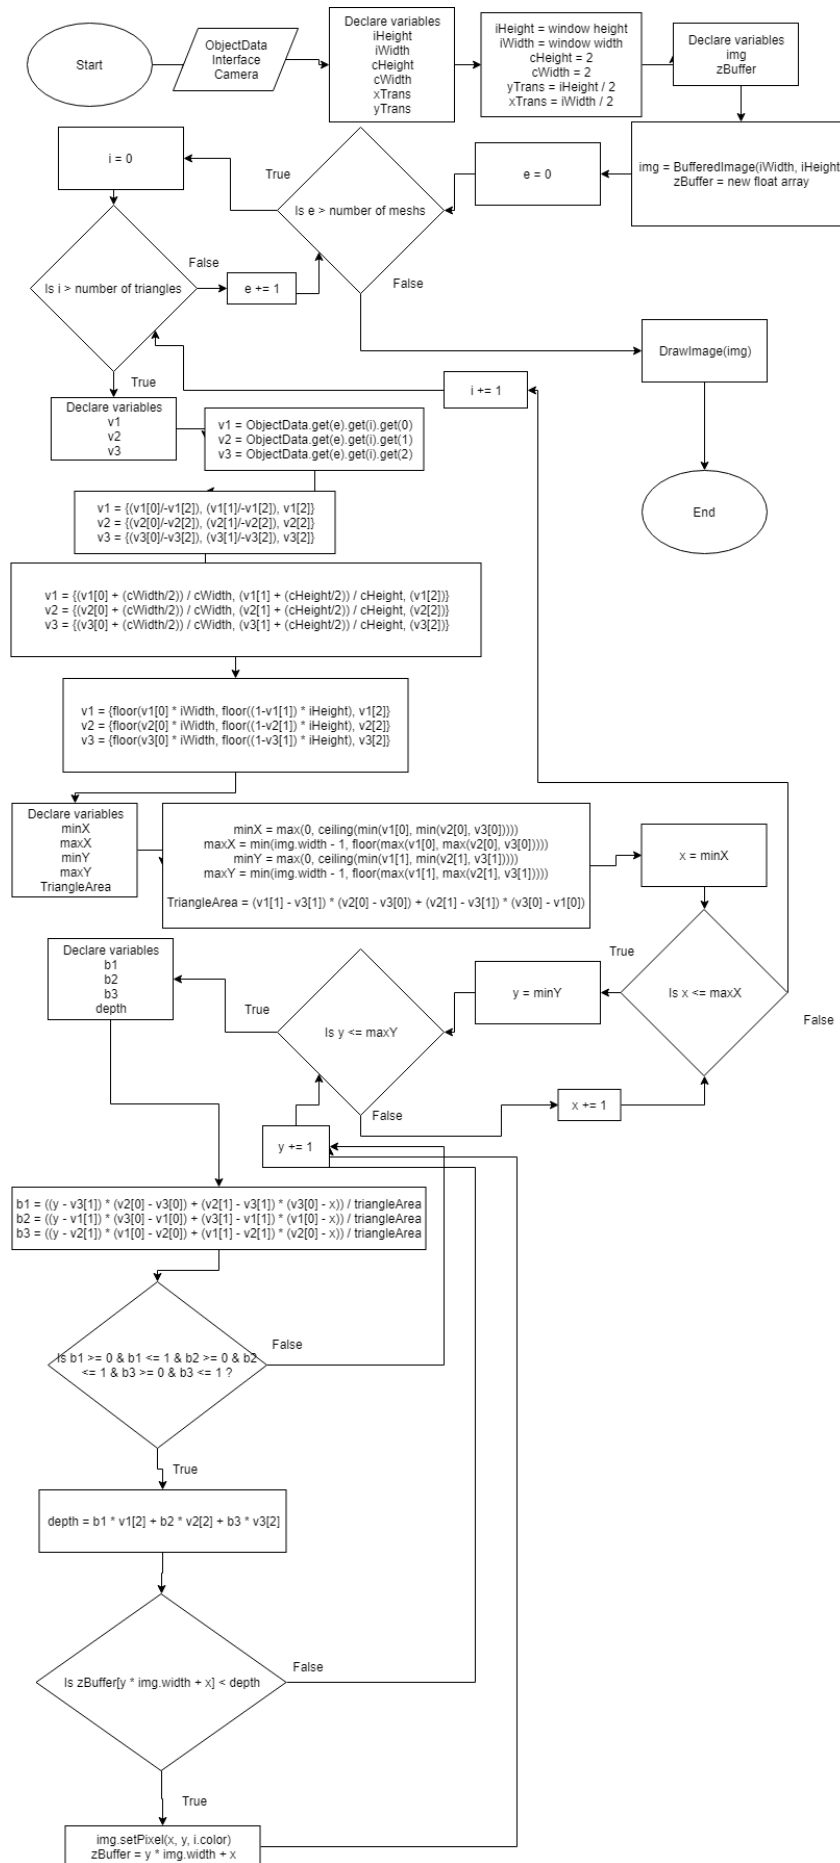 Start
ObjectData
Interface
Camera
Declare variables
iHeight
iWidth
cHeight
cWidth
xTrans
yTrans
iHeight = window height
iWidth = window width
cHeight = 2
cWidth = 2
yTrans = iHeight / 2
xTrans = iWidth / 2
Declare variables
img
zBuffer
img = BufferedImage(iWidth, iHeight
zBuffer = new float array
e = 0
Is e > number of meshs
True
False
i = 0
Is i > number of triangles
False
e += 1
True
DrawImage(img)
End
i += 1
Declare variables
v1
v2
v3
v1 = ObjectData.get(e).get(i).get(0)
v2 = ObjectData.get(e).get(i).get(1)
v3 = ObjectData.get(e).get(i).get(2)
v1 = {(v1[0]/-v1[2]), (v1[1]/-v1[2]), v1[2]}
v2 = {(v2[0]/-v2[2]), (v2[1]/-v2[2]), v2[2]}
v3 = {(v3[0]/-v3[2]), (v3[1]/-v3[2]), v3[2]}
v1 = {(v1[0] + (cWidth/2)) / cWidth, (v1[1] + (cHeight/2)) / cHeight, (v1[2])}
v2 = {(v2[0] + (cWidth/2)) / cWidth, (v2[1] + (cHeight/2)) / cHeight, (v2[2])}
v3 = {(v3[0] + (cWidth/2)) / cWidth, (v3[1] + (cHeight/2)) / cHeight, (v3[2])}
v1 = {floor(v1[0] * iWidth, floor((1-v1[1]) * iHeight), v1[2]}
v2 = {floor(v2[0] * iWidth, floor((1-v2[1]) * iHeight), v2[2]}
v3 = {floor(v3[0] * iWidth, floor((1-v3[1]) * iHeight), v3[2]}
Declare variables
minX
maxX
minY
maxY
TriangleArea
minX = max(0, ceiling(min(v1[0], min(v2[0], v3[0]))))
maxX = min(img.width - 1, floor(max(v1[0], max(v2[0], v3[0]))))
minY = max(0, ceiling(min(v1[1], min(v2[1], v3[1]))))
maxY = min(img.width - 1, floor(max(v1[1], max(v2[1], v3[1]))))
TriangleArea = (v1[1] - v3[1]) * (v2[0] - v3[0]) + (v2[1] - v3[1]) * (v3[0] - v1[0])
x = minX
Is x <= maxX
True
False
y = minY
Is y <= maxY
True
False
x += 1
y += 1
Declare variables
b1
b2
b3
depth
b1 = ((y - v3[1]) * (v2[0] - v3[0]) + (v2[1] - v3[1]) * (v3[0] - x)) / triangleArea
b2 = ((y - v1[1]) * (v3[0] - v1[0]) + (v3[1] - v1[1]) * (v1[0] - x)) / triangleArea
b3 = ((y - v2[1]) * (v1[0] - v2[0]) + (v1[1] - v2[1]) * (v2[0] - x)) / triangleArea
Is b1 >= 0 & b1 <= 1 & b2 >= 0 & b2
<= 1 & b3 >= 0 & b3 <= 1 ?
False
True
depth = b1 * v1[2] + b2 * v2[2] + b3 * v3[2]
Is zBuffer[y * img.width + x] < depth
False
True
img.setPixel(x, y, i.color)
zBuffer = y * img.width + x